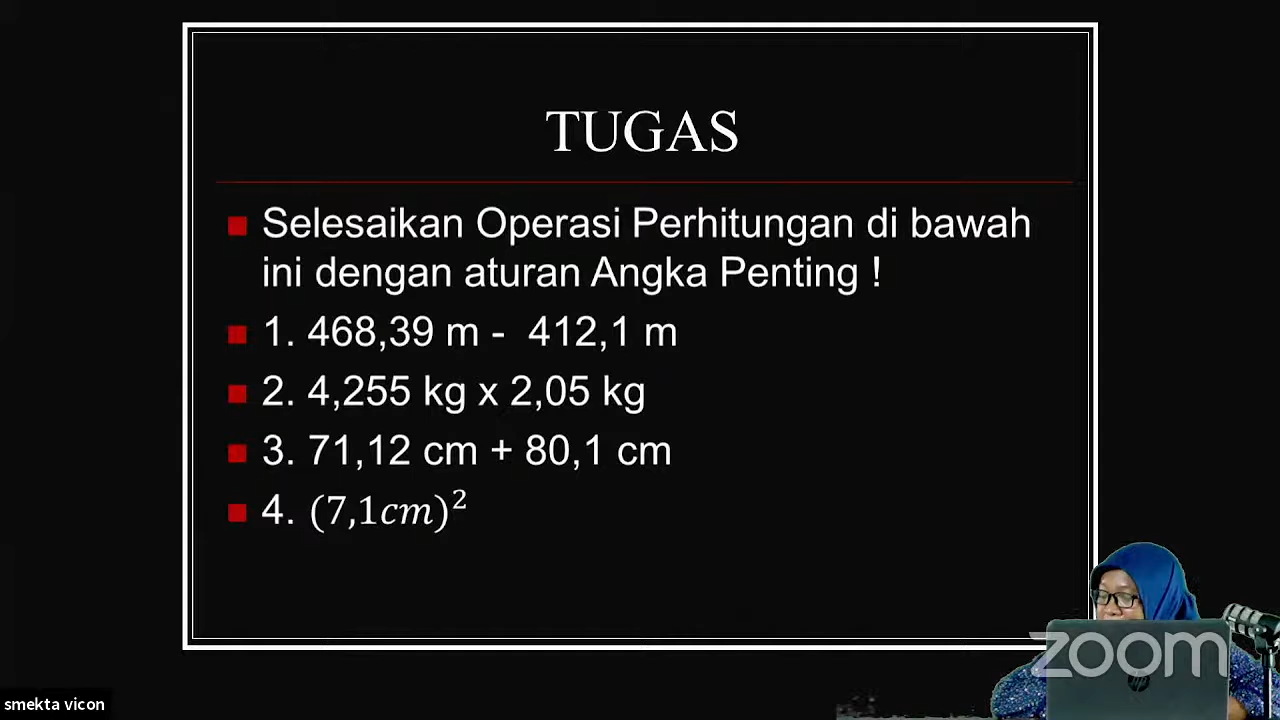 TUGAS
Selesaikan Operasi Perhitungan di bawah
ini dengan aturan Angka Penting !
1. 468,39 m - 412,1 m
2. 4,255 kg x 2,05 kg
3. 71,12 cm + 80,1 cm
4. (7,1cm)²
zoom
hp
smekta vicon